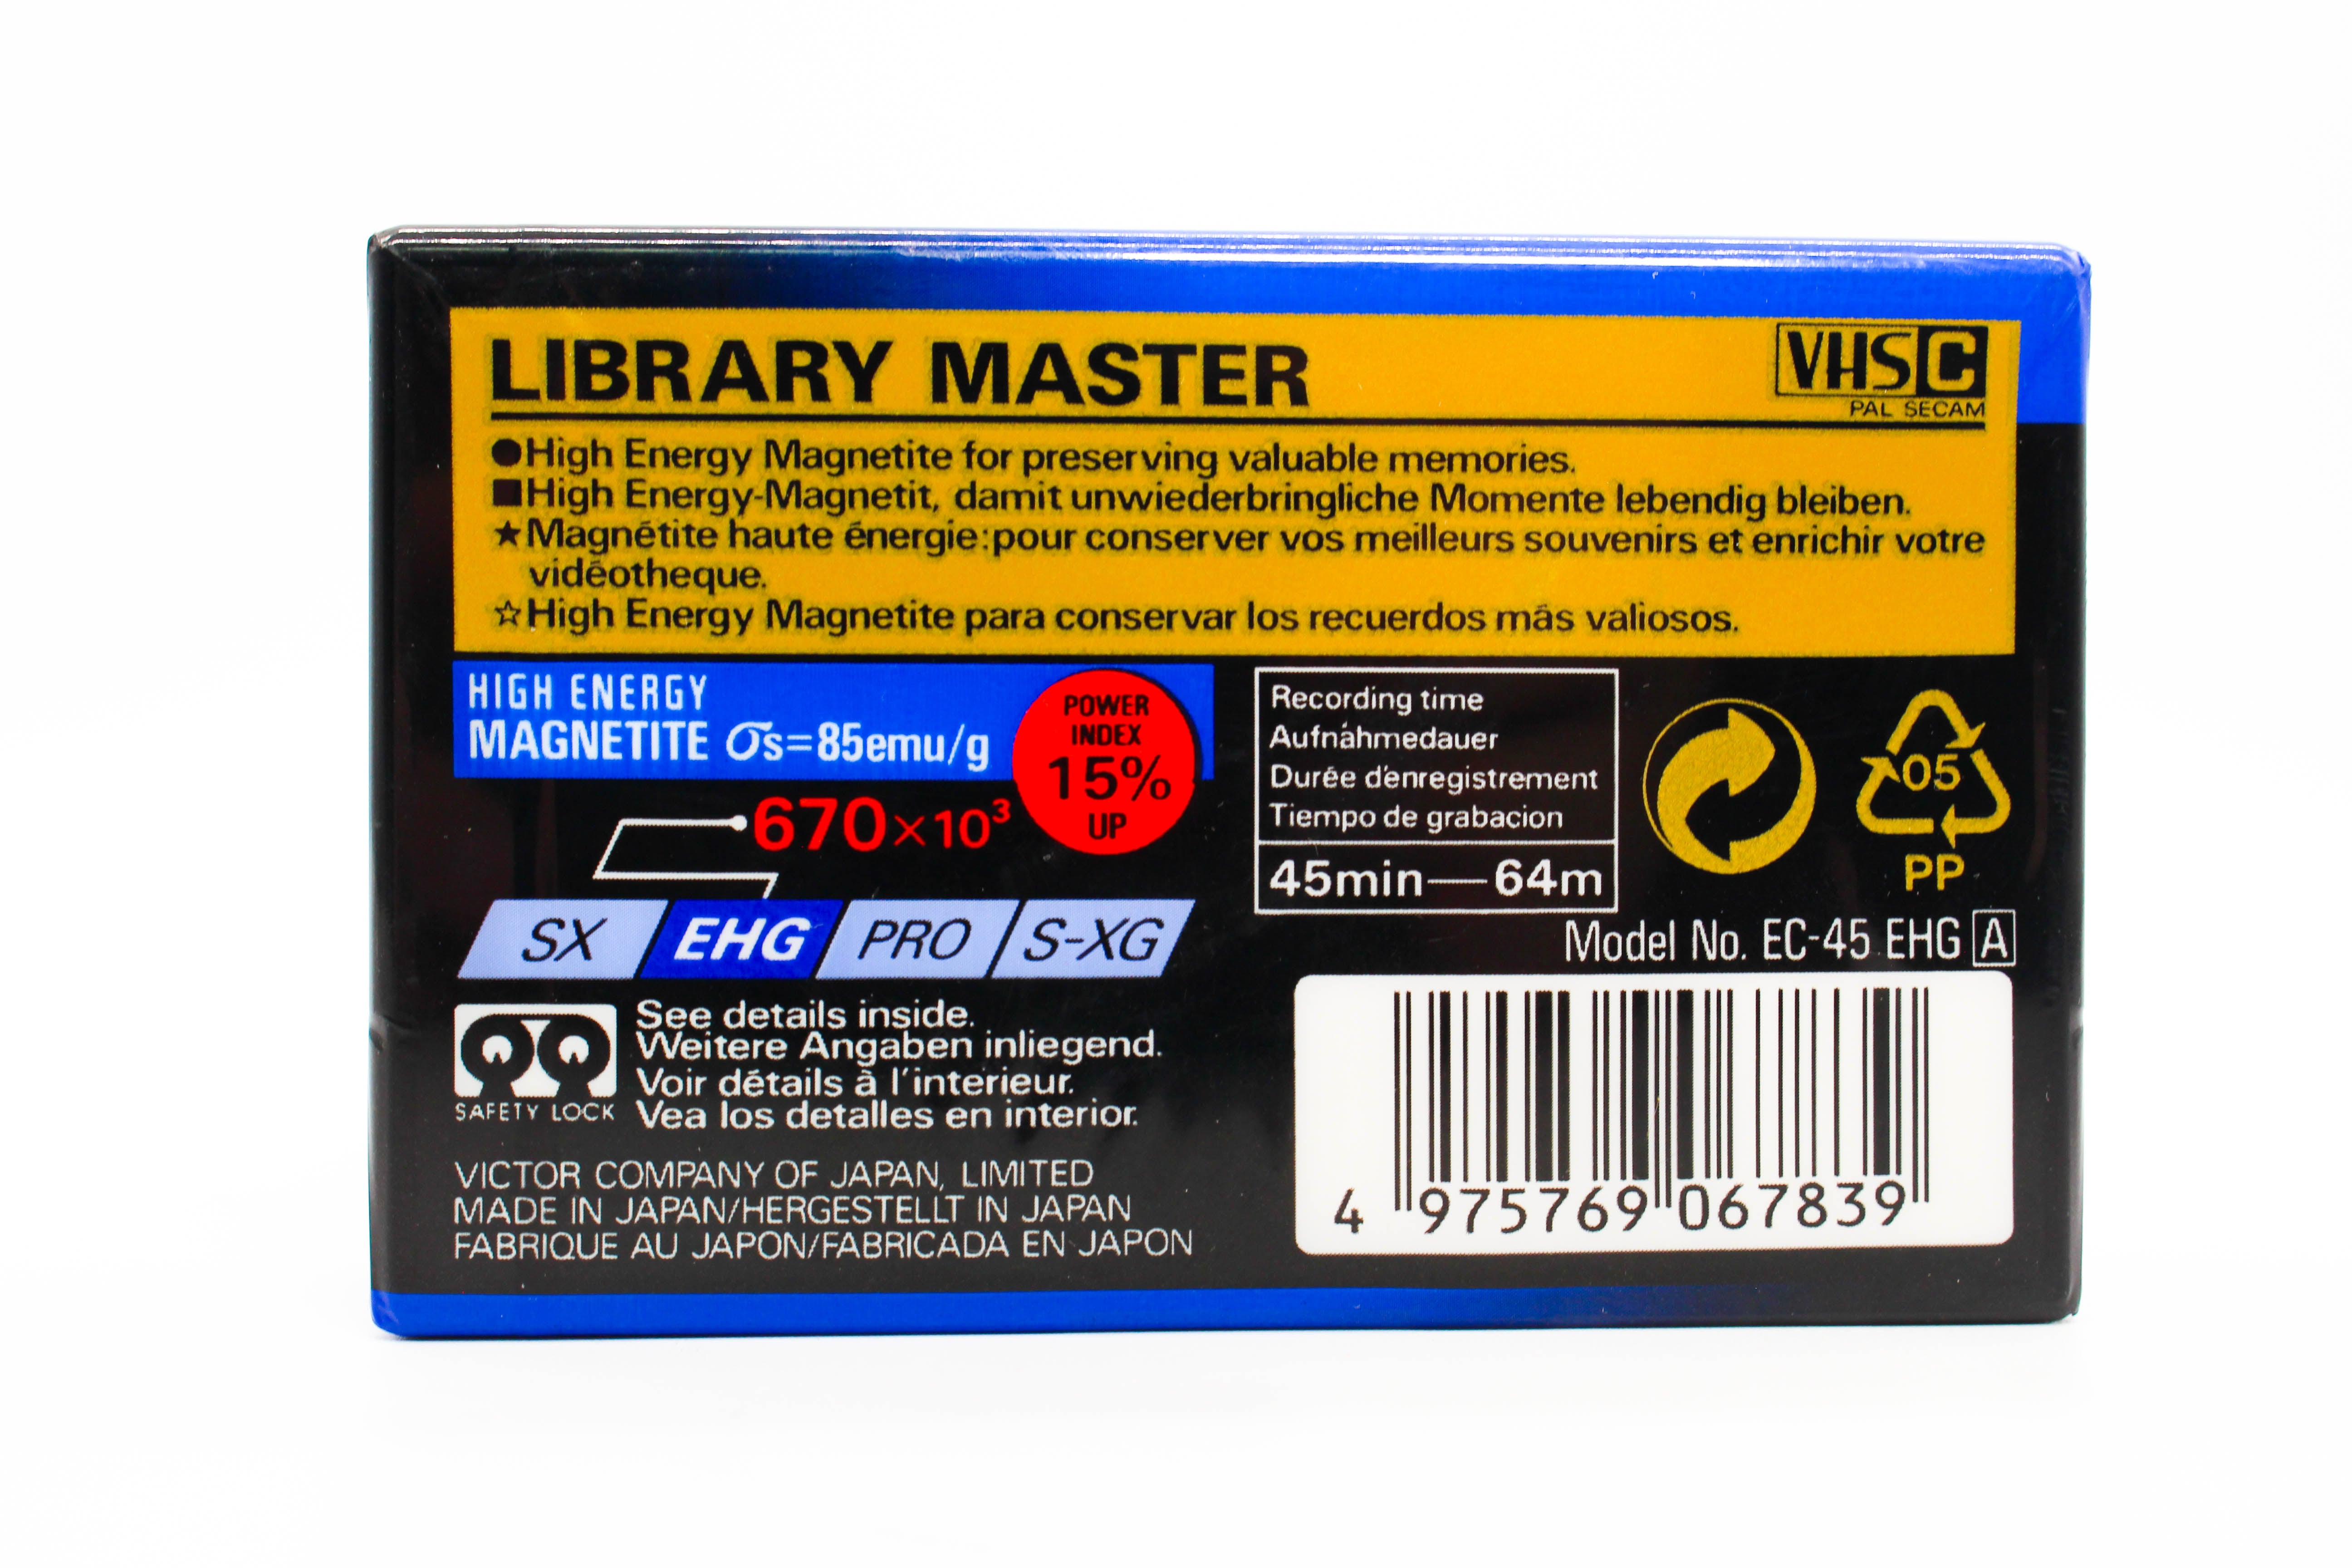 LIBRARY MASTER
VHSC
PAL SECAM
●High Energy Magnetite for preserving valuable memories.
■High Energy-Magnetit, damit unwiederbringliche Momente lebendig bleiben.
★Magnétite haute énergie:pour conserver vos meilleurs souvenirs et enrichir votre
vidéotheque.
☆High Energy Magnetite para conservar los recuerdos más valiosos.
HIGH ENERGY
MAGNETITE σs=85emu/g
POWER
INDEX
15%
UP
670×10³
SX EHG PRO S-XG
Recording time
Aufnahmedauer
Durée d'enregistrement
Tiempo de grabacion
45min—64m
05
PP
Model No. EC-45 EHG A
SAFETY LOCK
See details inside.
Weitere Angaben inliegend.
Voir détails à l'interieur.
Vea los detalles en interior.
VICTOR COMPANY OF JAPAN, LIMITED
MADE IN JAPAN/HERGESTELLT IN JAPAN
FABRIQUE AU JAPON/FABRICADA EN JAPON
4 975769 067839